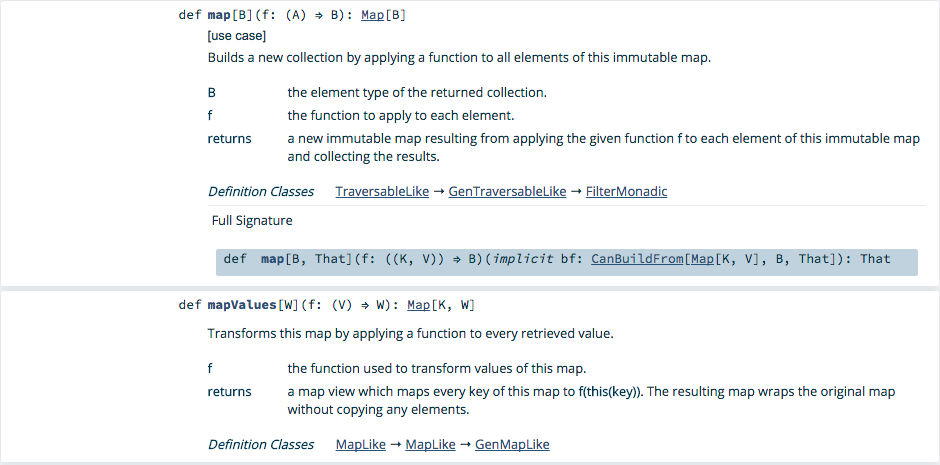 def map[B](f: (A) ⇒ B): Map[B]
[use case]
Builds a new collection by applying a function to all elements of this immutable map.
B the element type of the returned collection.
f the function to apply to each element.
returns a new immutable map resulting from applying the given function f to each element of this immutable map
and collecting the results.
Definition Classes TraversableLike → GenTraversableLike → FilterMonadic
Full Signature
def map[B, That](f: ((K, V)) ⇒ B)(implicit bf: CanBuildFrom[Map[K, V], B, That]): That
def mapValues[W](f: (V) ⇒ W): Map[K, W]
Transforms this map by applying a function to every retrieved value.
f the function used to transform values of this map.
returns a map view which maps every key of this map to f(this(key)). The resulting map wraps the original map
without copying any elements.
Definition Classes MapLike → MapLike → GenMapLike